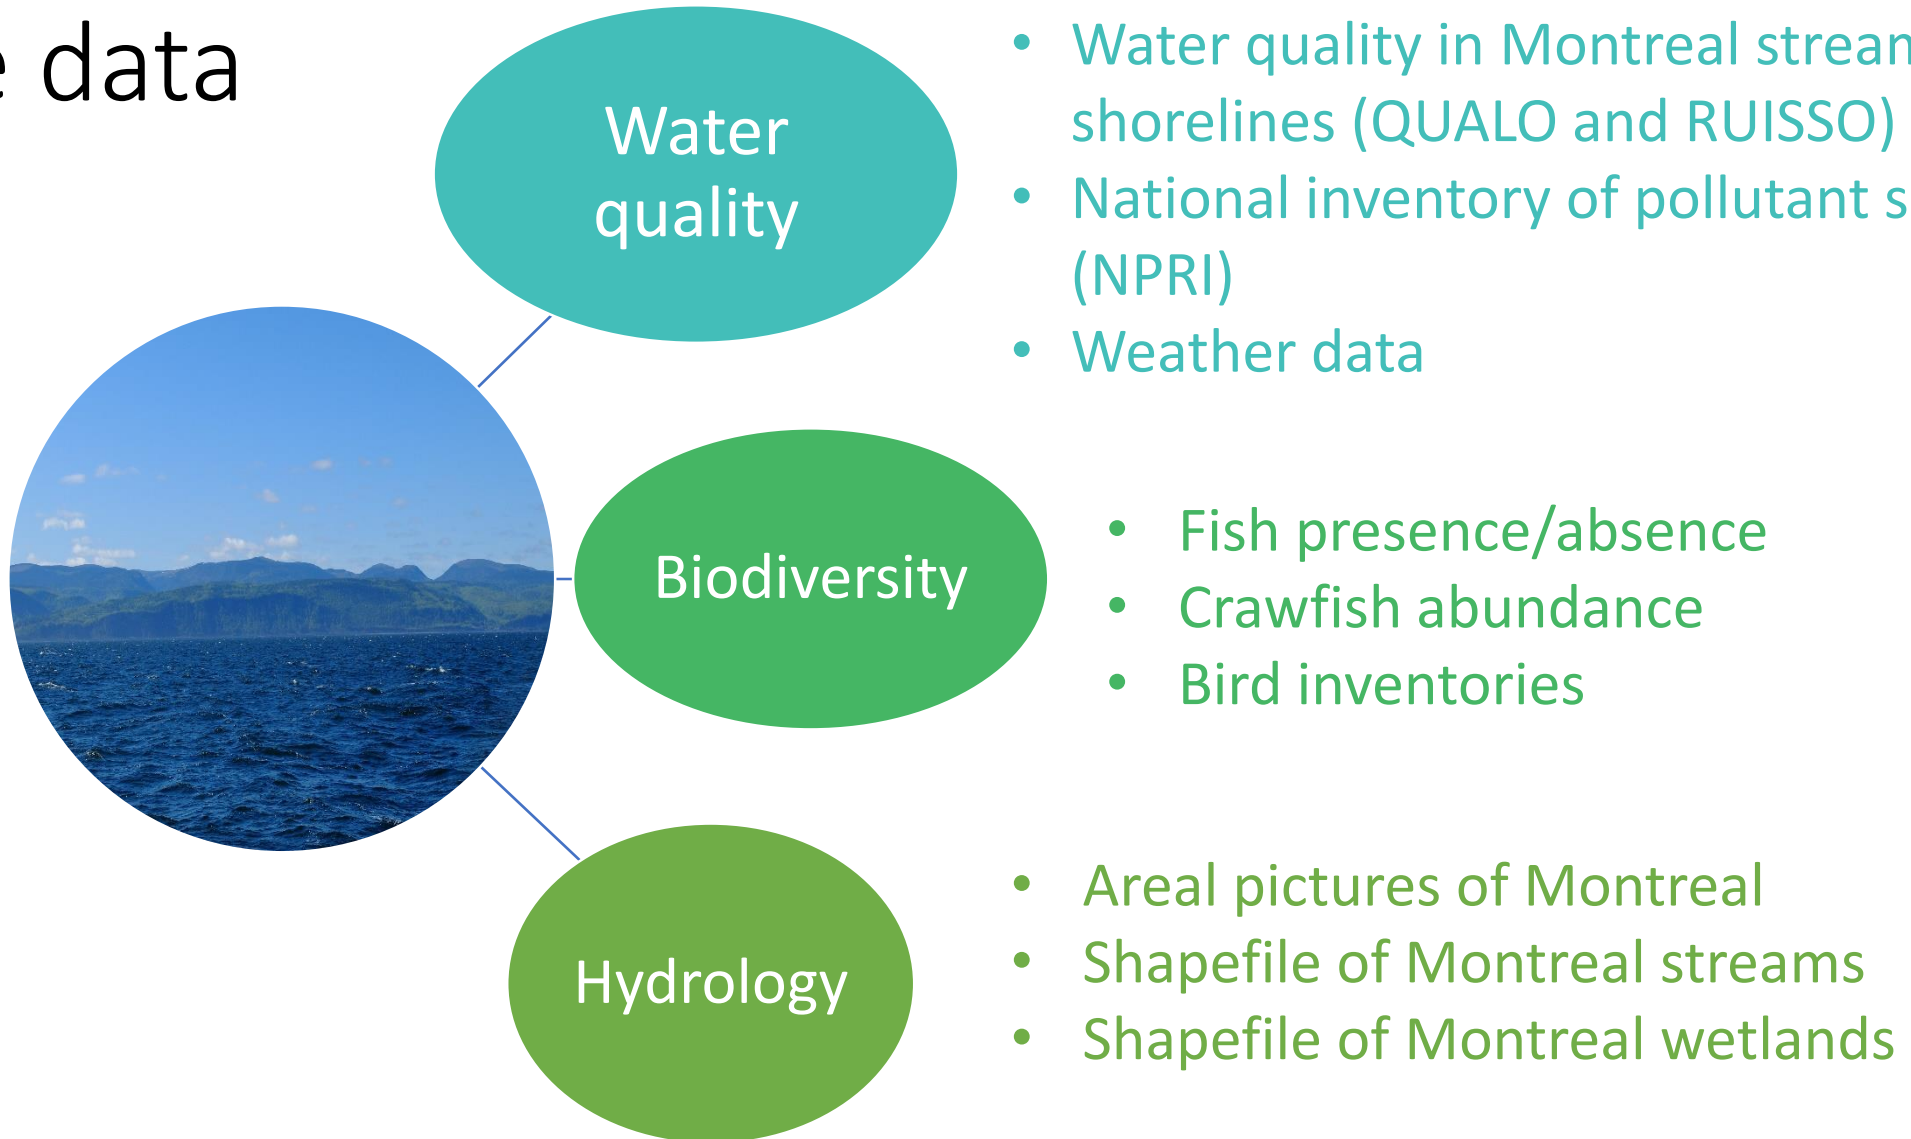 data
Water
quality
• Water quality in Montreal
shorelines (QUALO and RUISSO)
• National inventory of pollutant
(NPRI)
• Weather data
Biodiversity
• Fish presence/absence
• Crawfish abundance
• Bird inventories
Hydrology
• Areal pictures of Montreal
• Shapefile of Montreal streams
• Shapefile of Montreal wetlands